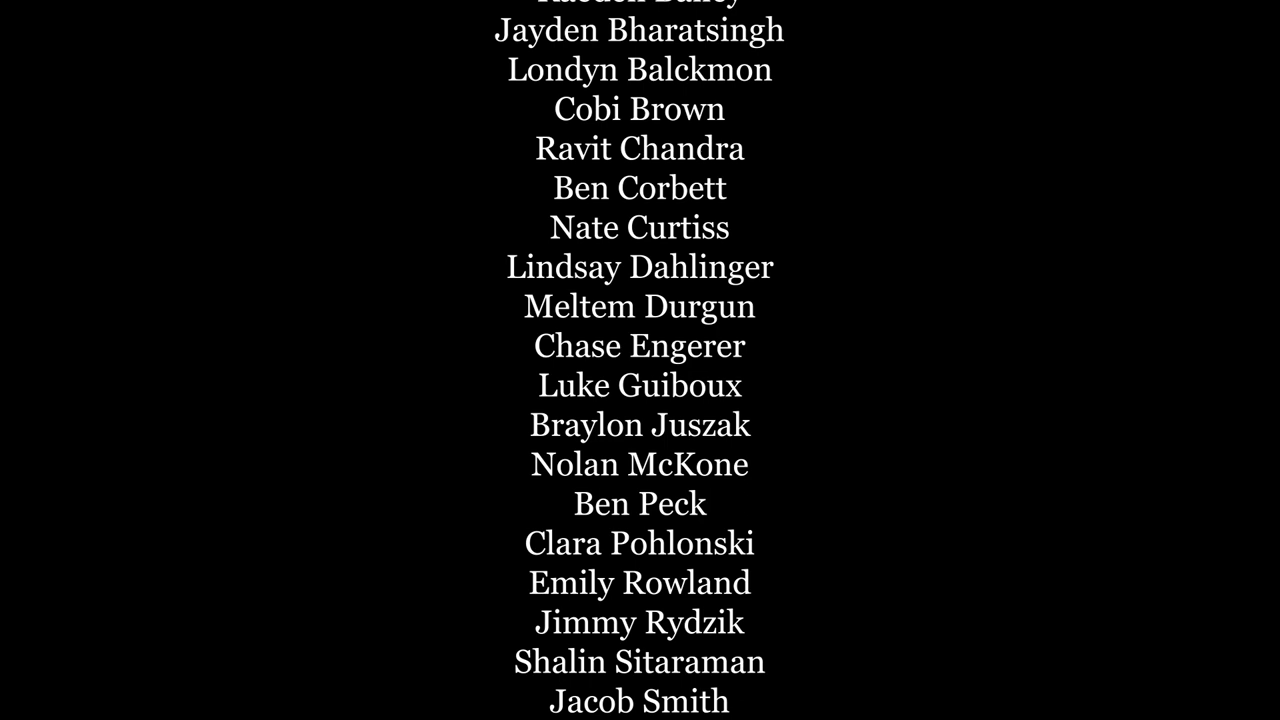 Jayden Bharatsingh
Londyn Balckmon
Cobi Brown
Ravit Chandra
Ben Corbett
Nate Curtiss
Lindsay Dahlinger
Meltem Durgun
Chase Engerer
Luke Guiboux
Braylon Juszak
Nolan McKone
Ben Peck
Clara Pohlonski
Emily Rowland
Jimmy Rydzik
Shalin Sitaraman
Jacob Smith